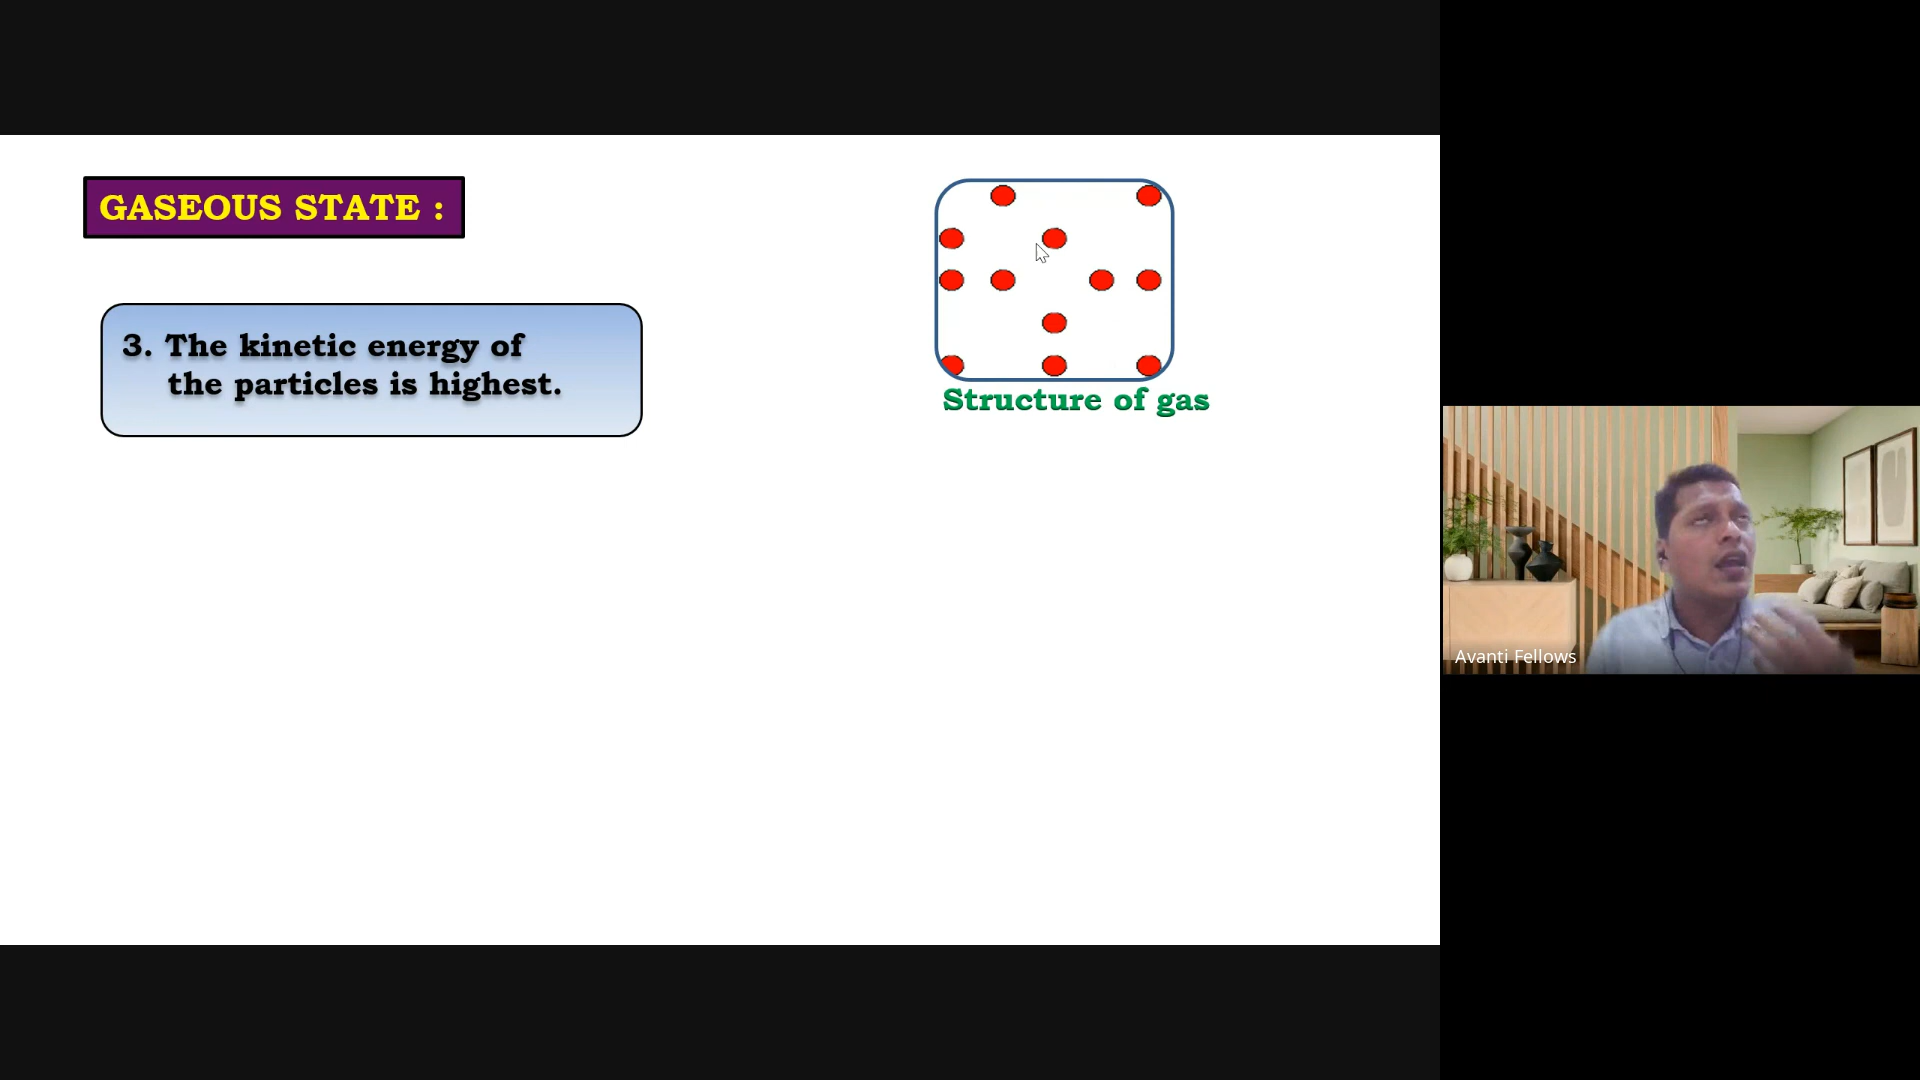 GASEOUS STATE :
3. The kinetic energy of
the particles is highest.
Structure of gas
Avanti Fellows